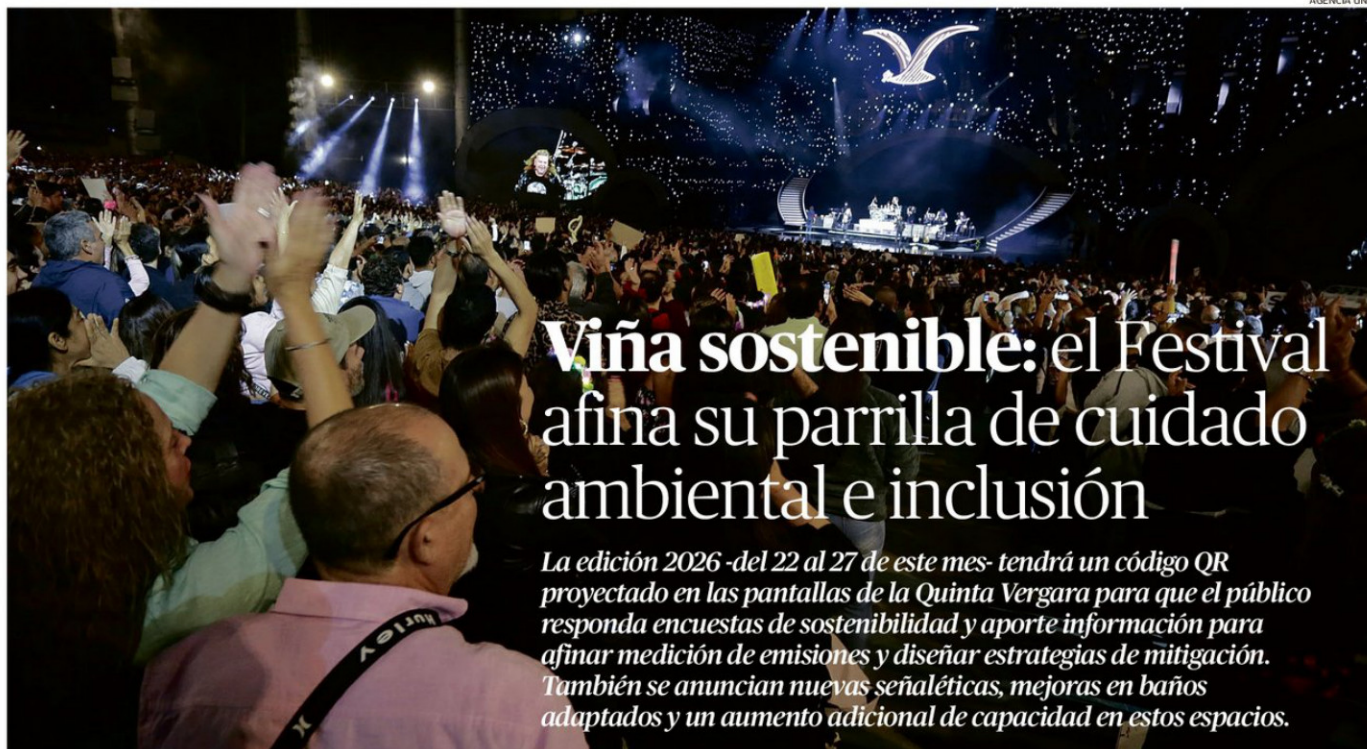 Viña sostenible: el Festival
afina su parrilla de cuidado
ambiental e inclusión
La edición 2026 -del 22 al 27 de este mes- tendrá un código QR
proyectado en las pantallas de la Quinta Vergara para que el público
responda encuestas de sostenibilidad y aporte información para
afinar medición de emisiones y diseñar estrategias de mitigación.
También se anuncian nuevas señaléticas, mejoras en baños
adaptados y un aumento adicional de capacidad en estos espacios.
Hurley